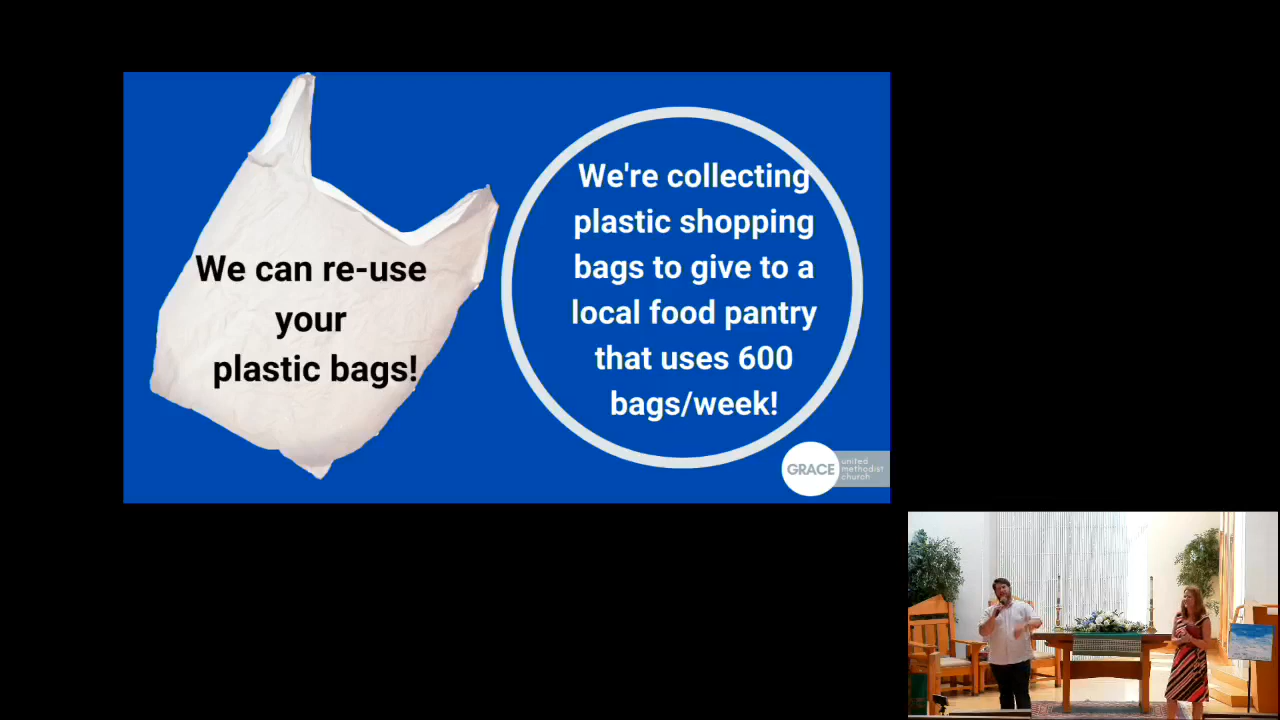 We can re-use
your
plastic bags!
We're collecting
plastic shopping
bags to give to a
local food pantry
that uses 600
bags/week!
GRACE
united
methodist
church